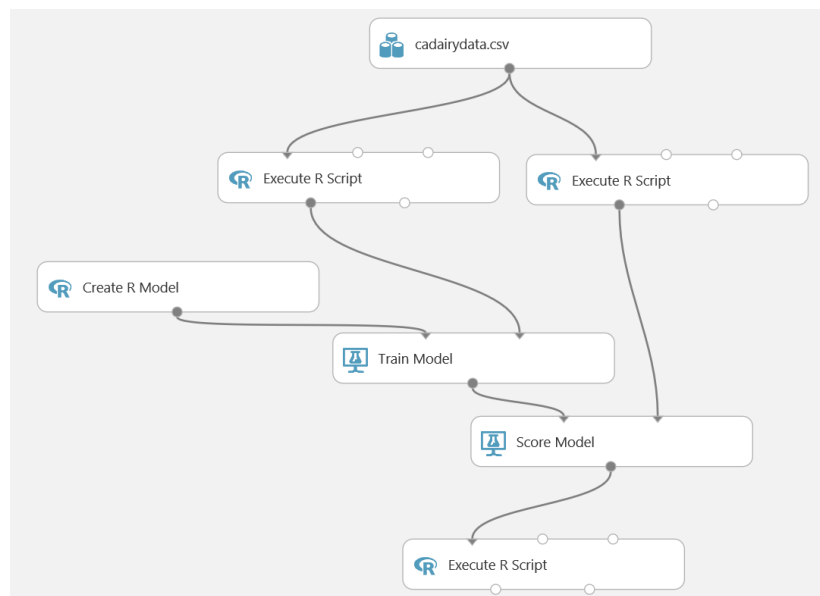 cadairydata.csv
Execute R Script
Execute R Script
Create R Model
Train Model
Score Model
Execute R Script